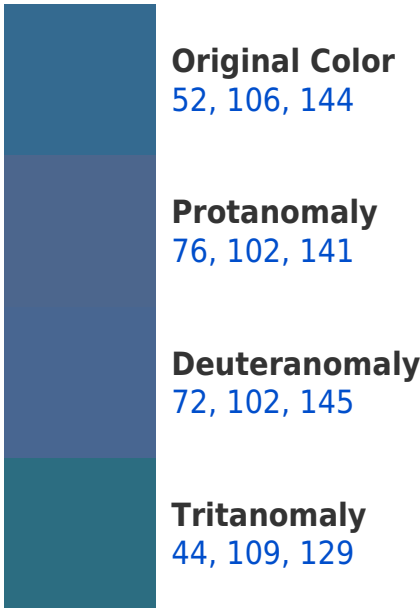 Original Color
52, 106, 144
Protanomaly
76, 102, 141
Deuteranomaly
72, 102, 145
Tritanomaly
44, 109, 129